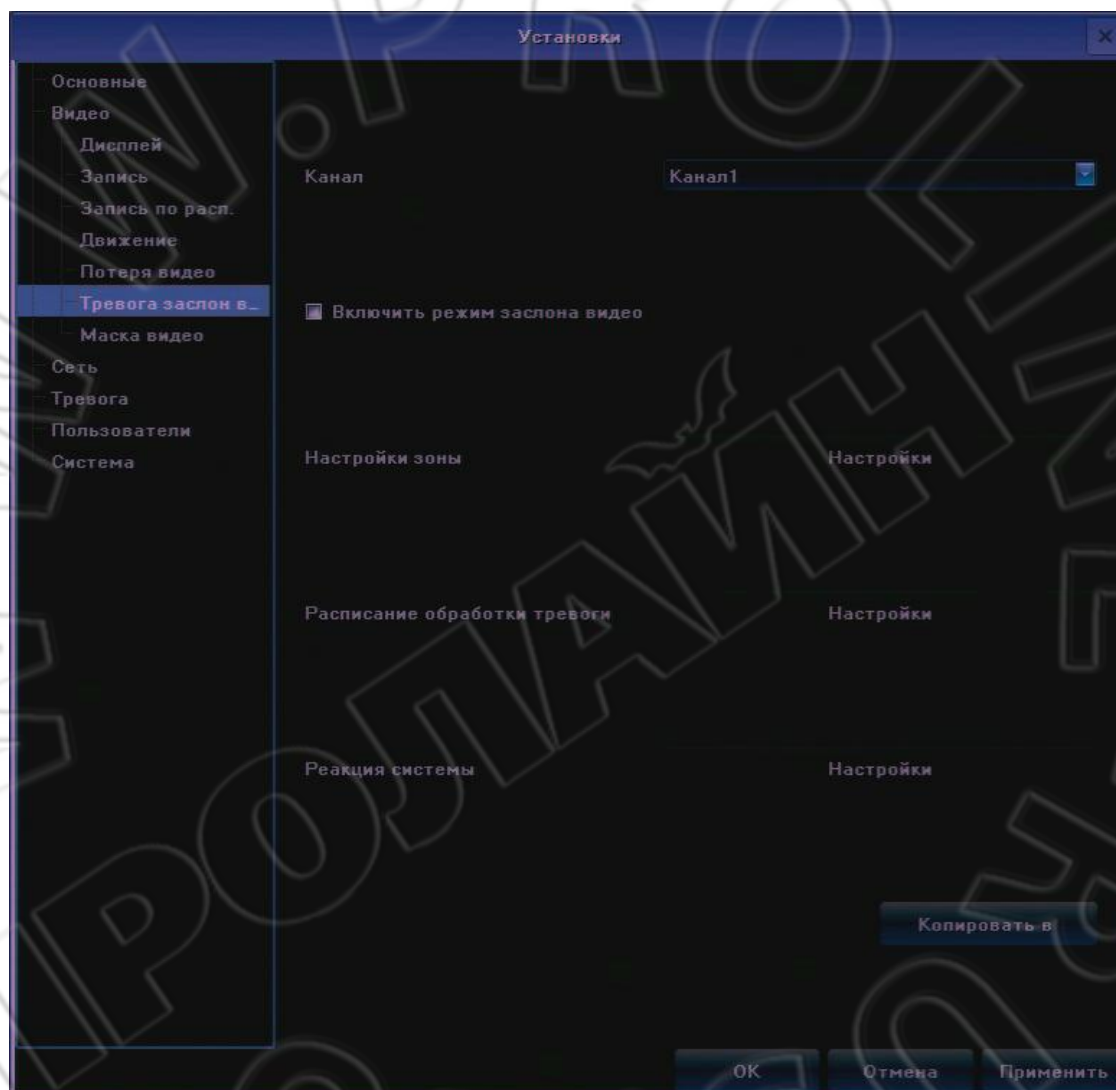 Установки
Основные
Видео
Дисплей
Запись
Запись по расп.
Движение
Потеря видео
Тревога заслон в_
Маска видео
Сеть
Тревога
Пользователи
Система
Канал Канал1
Включить режим заслона видео
Настройки зоны Настройки
Расписание обработки тревоги Настройки
Реакция системы Настройки
Копировать в
OK Отмена Применить
ПРОЛАЙН